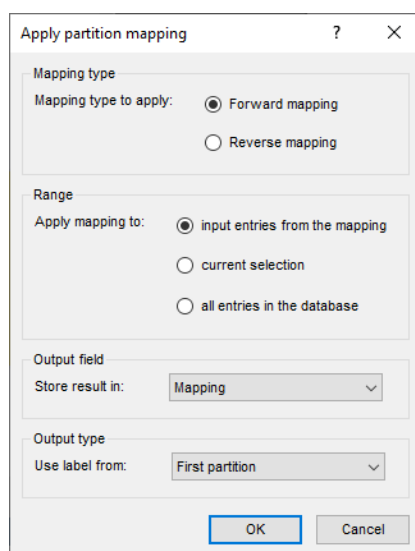 Apply partition mapping ?
Mapping type
Mapping type to apply: Forward mapping
Reverse mapping
Range
Apply mapping to: input entries from the mapping
current selection
all entries in the database
Output field
Store result in: Mapping
Output type
Use label from: First partition
OK Cancel